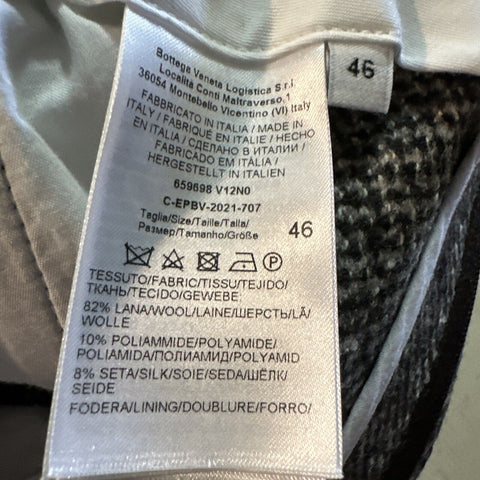 Bottega Veneta Logistica S.r.l.
Località Conti Maltraverso, 1
36054 Montebello Vicentino (VI) Italy
FABBRICATO IN ITALIA / MADE IN
ITALY / FABRIQUÉ EN ITALIE / HECHO
EN ITALIA / СДЕЛАНО В ИТАЛИИ /
FABRICADO EM ITÁLIA /
HERGESTELLT IN ITALIEN
659698 V12N0
C-EPBV-2021-707
Taglia/Size/Taille/Talla/
Размер/Tamanho/Größe
46
P
TESSUTO/FABRIC/TISSU/TEJIDO/
ТКАНЬ/TECIDO/GEWEBE:
82% LANA/WOOL/LAINE/ШЕРСТЬ/LÃ/
WOLLE
10% POLIAMMIDE/POLYAMIDE/
POLIAMIDA/ПОЛИАМИД/POLYAMID
8% SETA/SILK/SOIE/SEDA/ШЁЛК/
SEIDE
FODERA/LINING/DOUBLURE/FORRO/
46